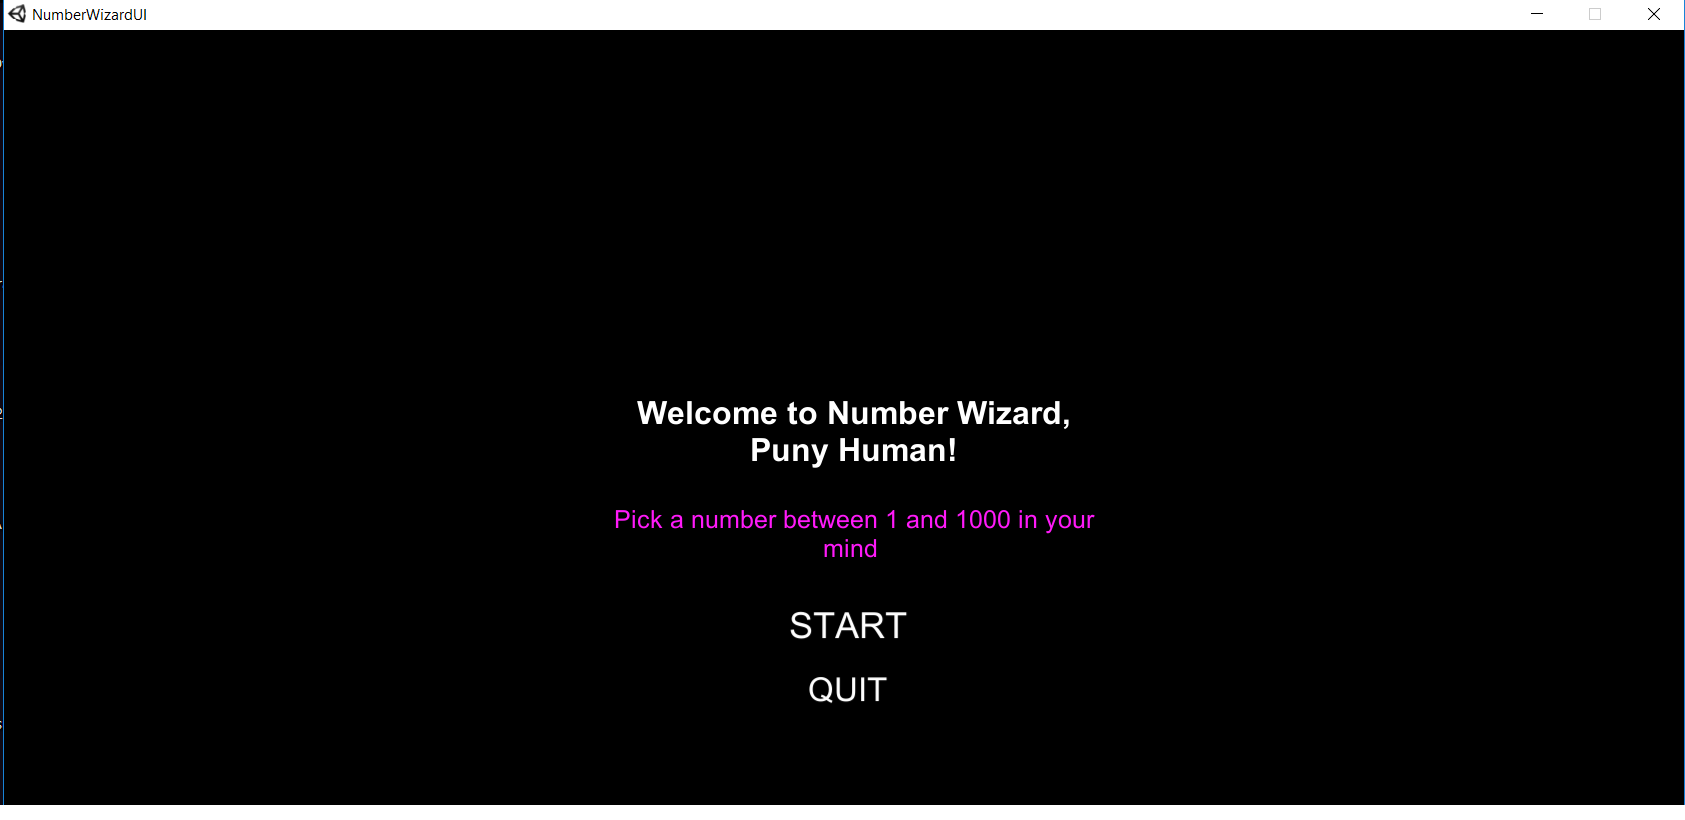 NumberWizardUI
Welcome to Number Wizard,
Puny Human!
Pick a number between 1 and 1000 in your
mind
START
QUIT